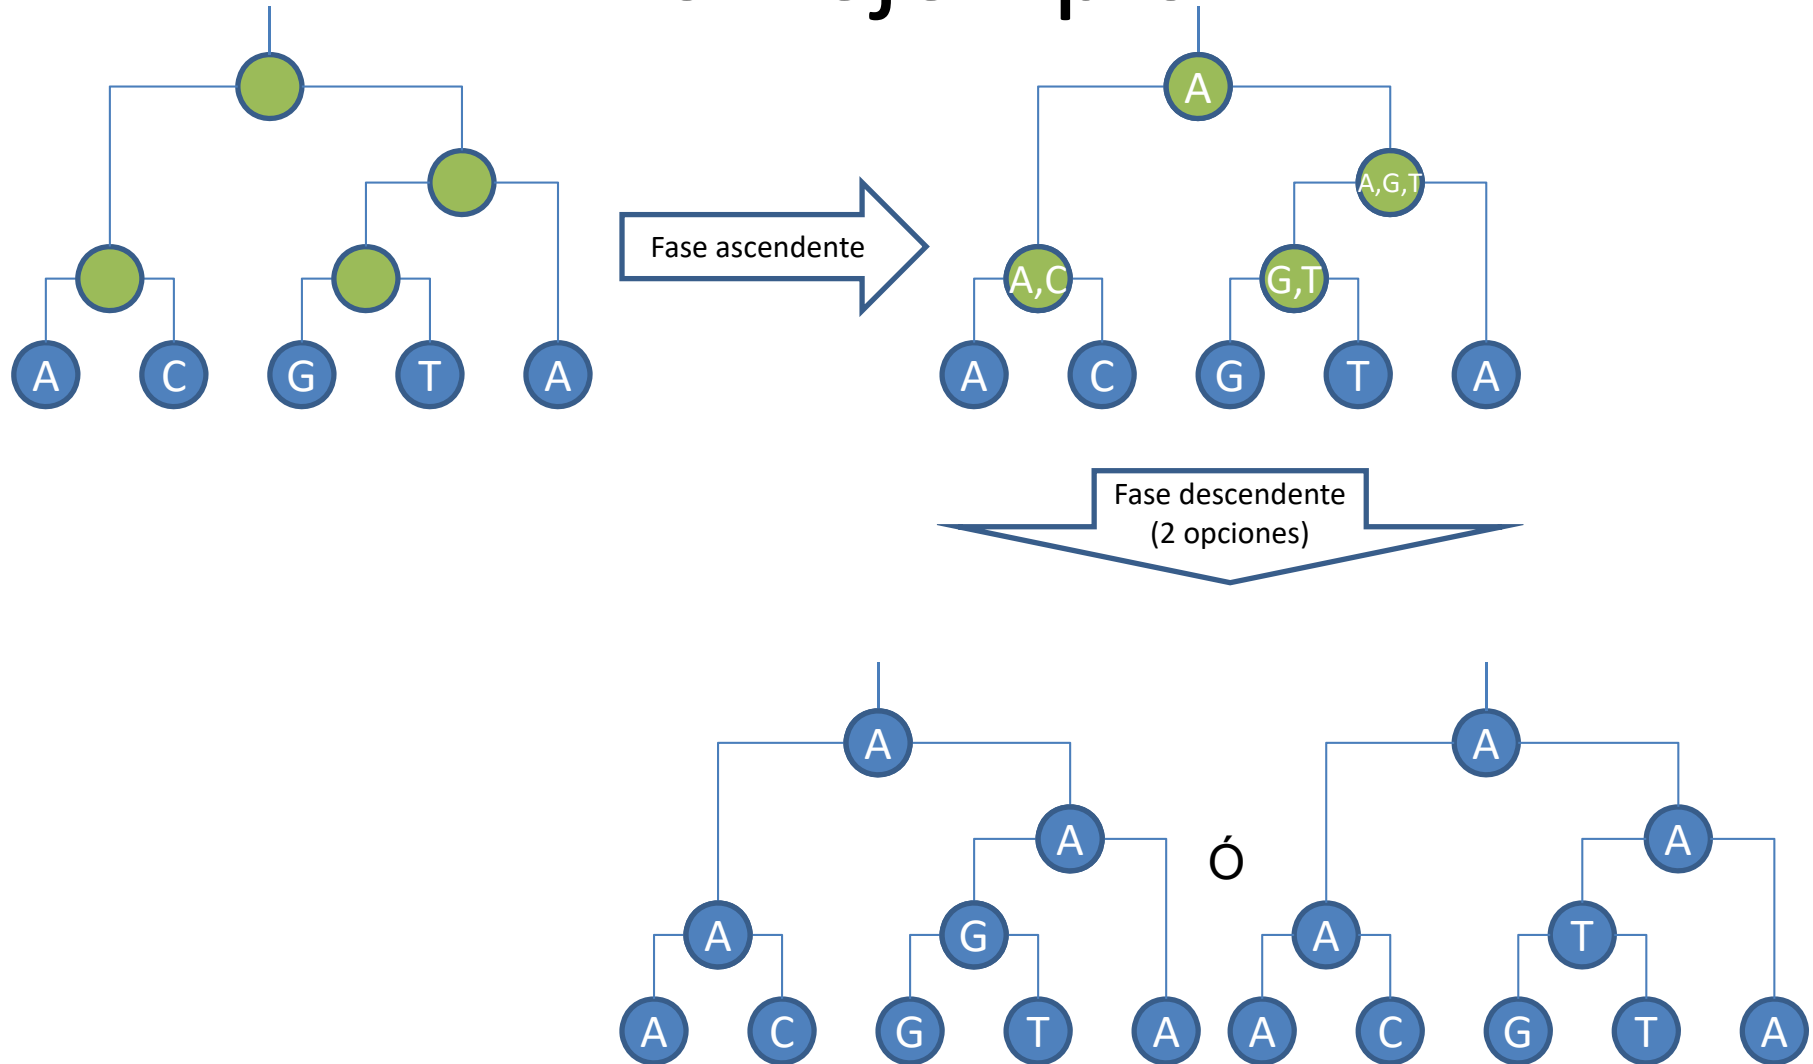 A
A,G,T
Fase ascendente
A,C
G,T
A C G T A
A C G T A
Fase descendente
(2 opciones)
A
A
A
A
Ó
A
G
A
T
A C G T A
A C G T A